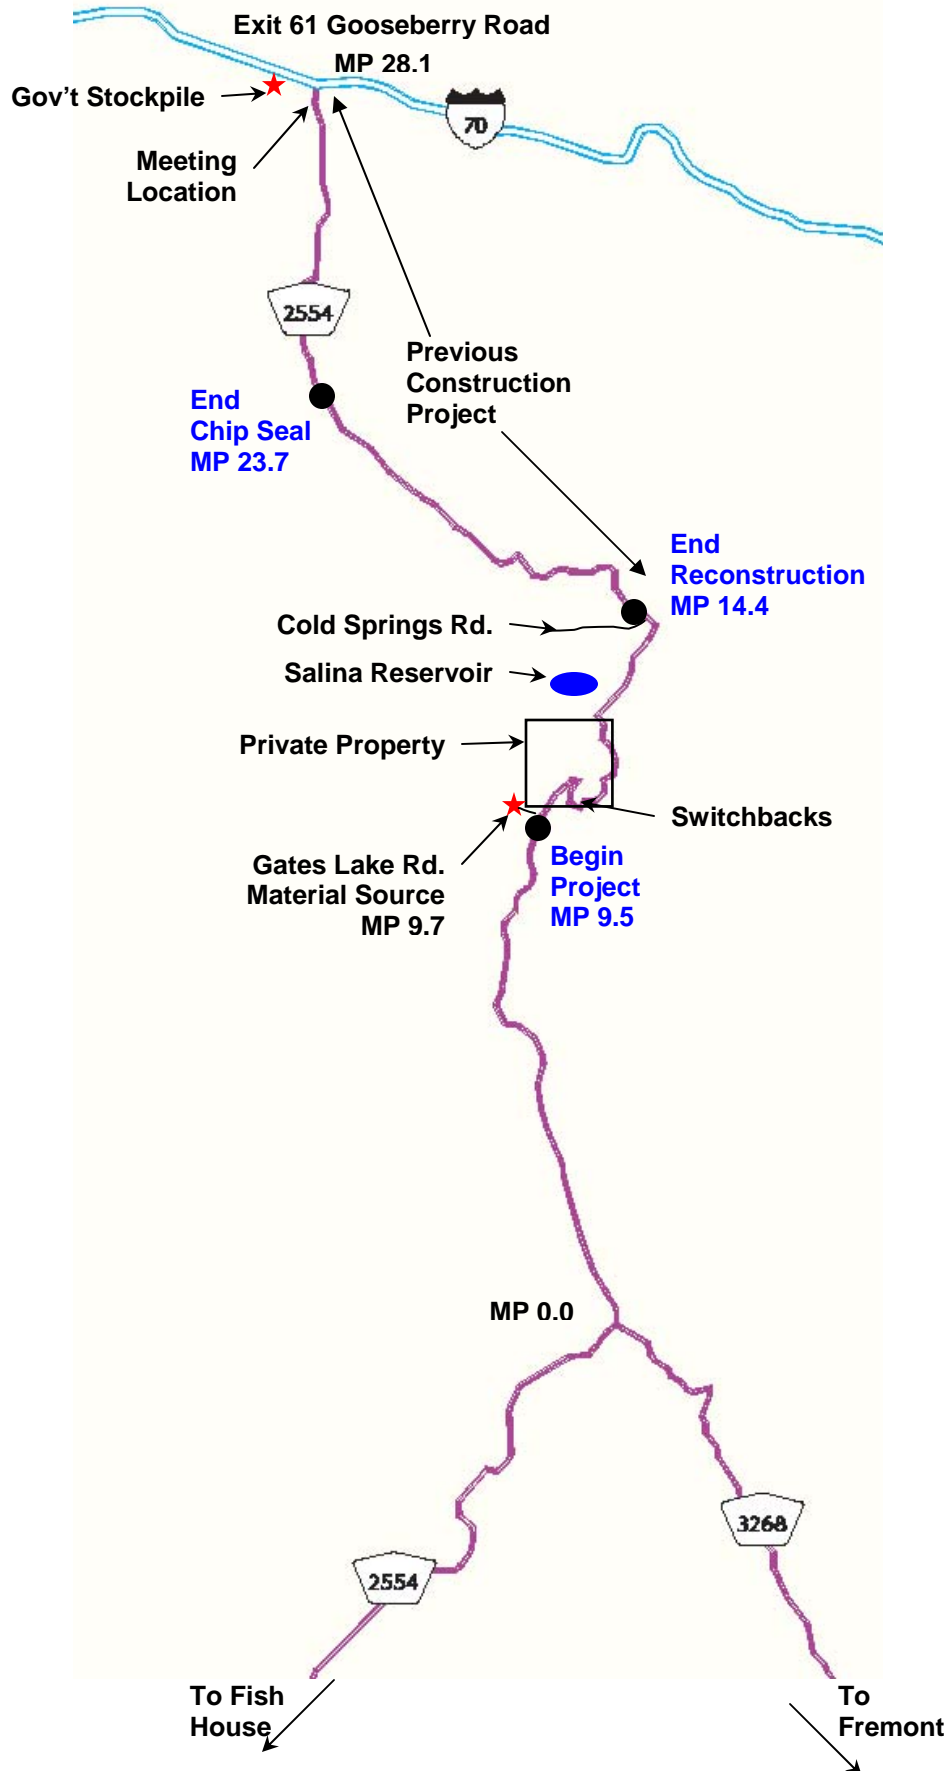 Exit 61 Gooseberry Road
MP 28.1
Gov't Stockpile
70
Meeting
Location
2554
Previous
Construction
Project
End
Chip Seal
MP 23.7
End
Reconstruction
MP 14.4
Cold Springs Rd.
Salina Reservoir
Private Property
Switchbacks
Gates Lake Rd.
Material Source
MP 9.7
Begin
Project
MP 9.5
MP 0.0
3268
2554
To Fish
House
To
Fremont